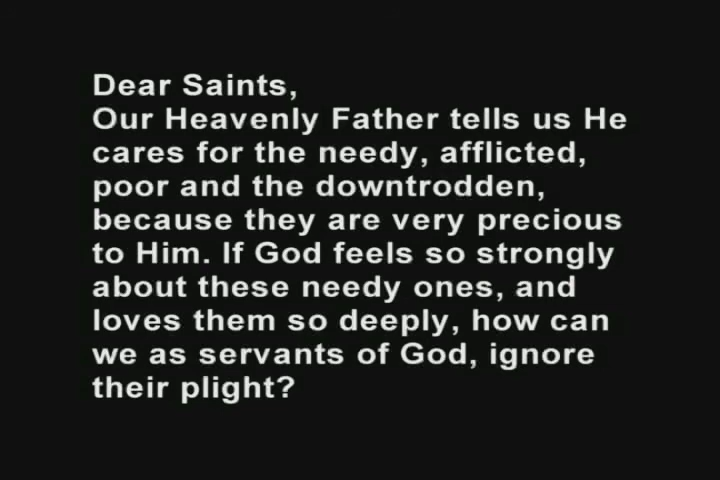 Dear Saints,
Our Heavenly Father tells us He
cares for the needy, afflicted,
poor and the downtrodden,
because they are very precious
to Him. If God feels so strongly
about these needy ones, and
loves them so deeply, how can
we as servants of God, ignore
their plight?